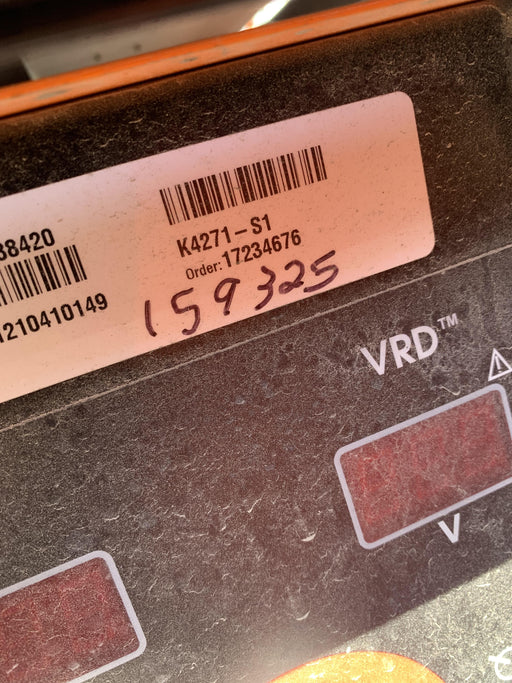 38420
1210410149
K4271-S1
Order: 17234676
159325
VRD™
V